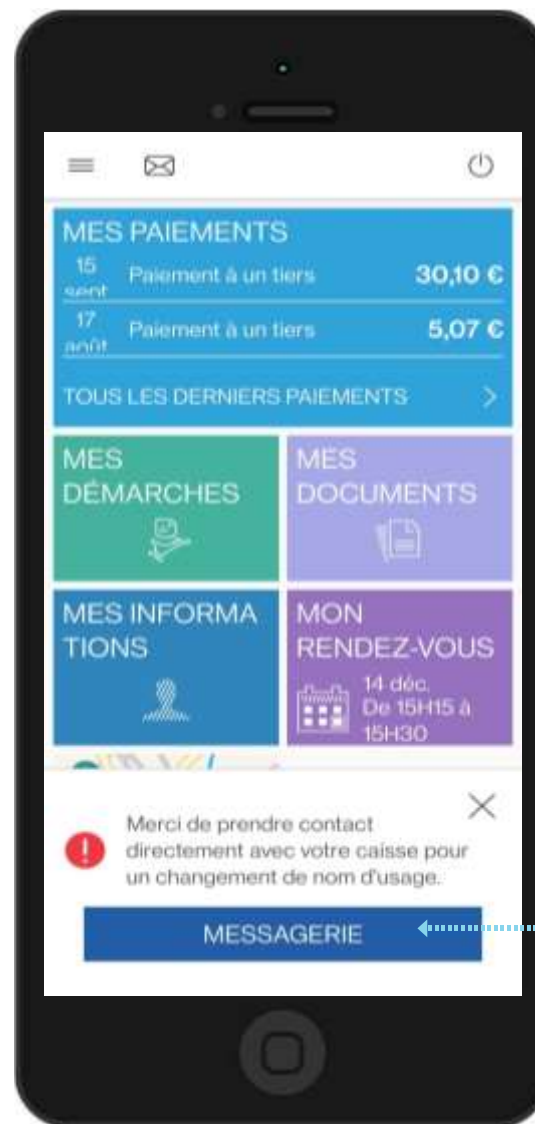 MES PAIEMENTS
15 sept Paiement à un tiers 30,10 €
17 août Paiement à un tiers 5,07 €
TOUS LES DERNIERS PAIEMENTS
MES
DÉMARCHES
MES
DOCUMENTS
MES INFORMA
TIONS
MON
RENDEZ-VOUS
14 déc.
De 15H15 à
15H30
Merci de prendre contact
directement avec votre caisse pour
un changement de nom d'usage.
MESSAGERIE